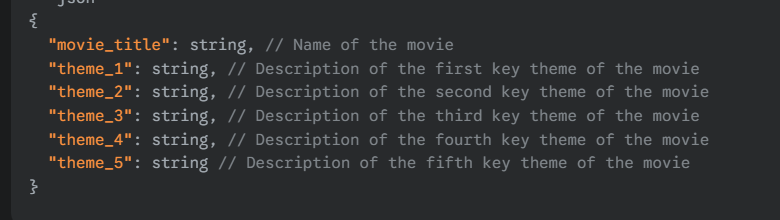 json
{
"movie_title": string, // Name of the movie
"theme_1": string, // Description of the first key theme of the movie
"theme_2": string, // Description of the second key theme of the movie
"theme_3": string, // Description of the third key theme of the movie
"theme_4": string, // Description of the fourth key theme of the movie
"theme_5": string // Description of the fifth key theme of the movie
}